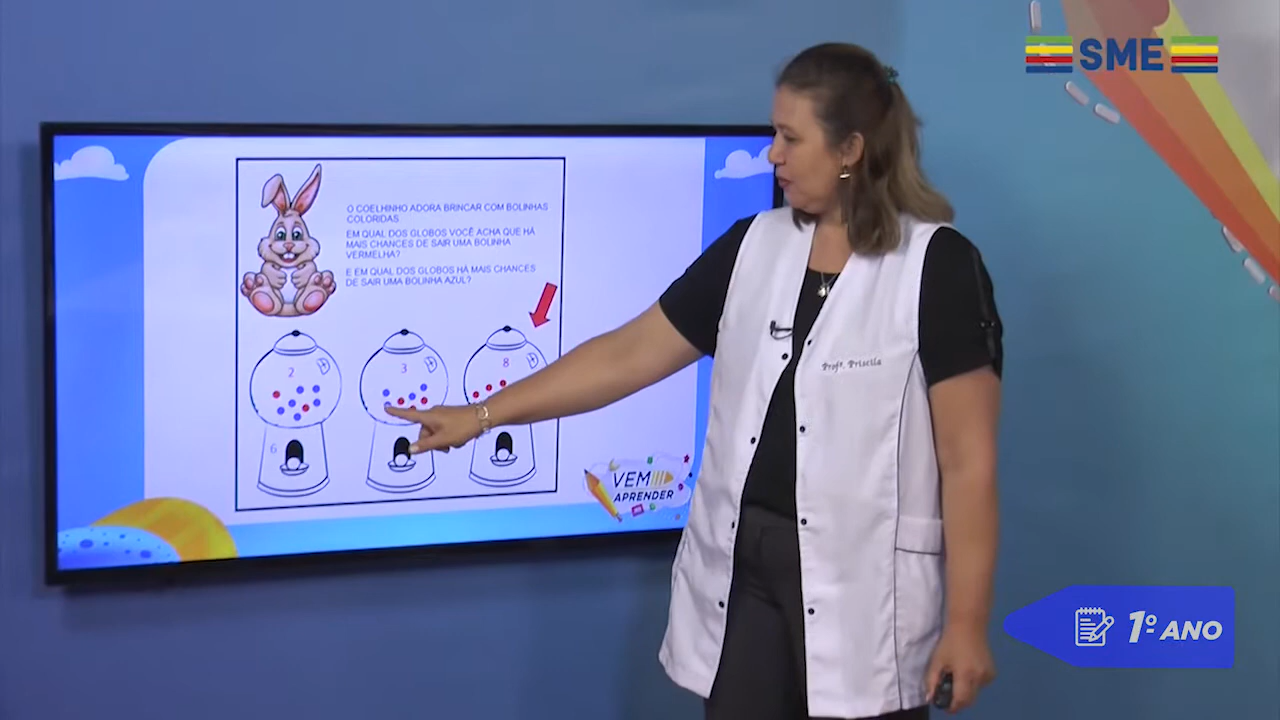 SME
O COELHINHO ADORA BRINCAR COM BOLINHAS
COLORIDAS.
EM QUAL DOS GLOBOS VOCÊ ACHA QUE HÁ
MAIS CHANCES DE SAIR UMA BOLINHA
VERMELHA?
E EM QUAL DOS GLOBOS HÁ MAIS CHANCES
DE SAIR UMA BOLINHA AZUL?
2
3
8
6
Profª. Priscila
VEM
APRENDER
1º ANO